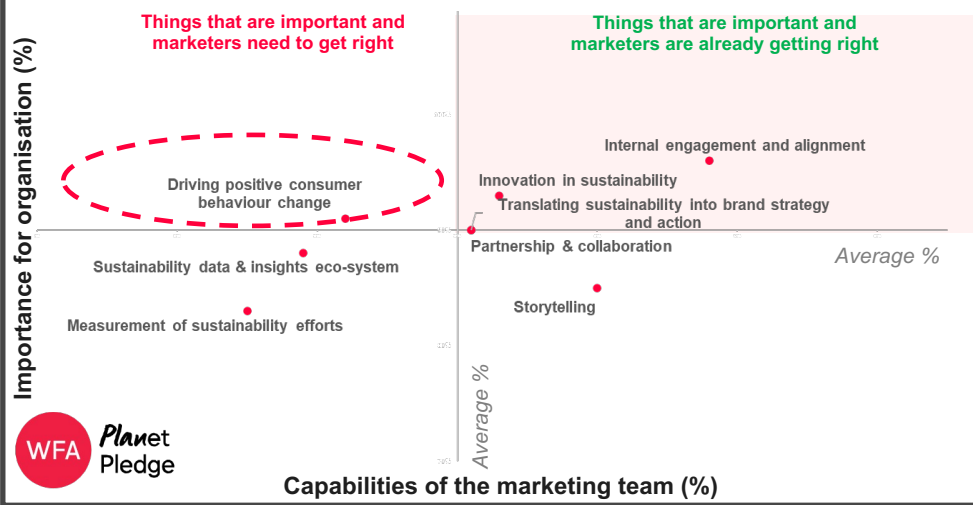 Things that are important and
marketers need to get right
Things that are important and
marketers are already getting right
Importance for organisation (%)
Internal engagement and alignment
Driving positive consumer
behaviour change
Innovation in sustainability
Translating sustainability into brand strategy
and action
Partnership & collaboration
Average %
Sustainability data & insights eco-system
Storytelling
Measurement of sustainability efforts
Average %
WFA
Planet
Pledge
Capabilities of the marketing team (%)